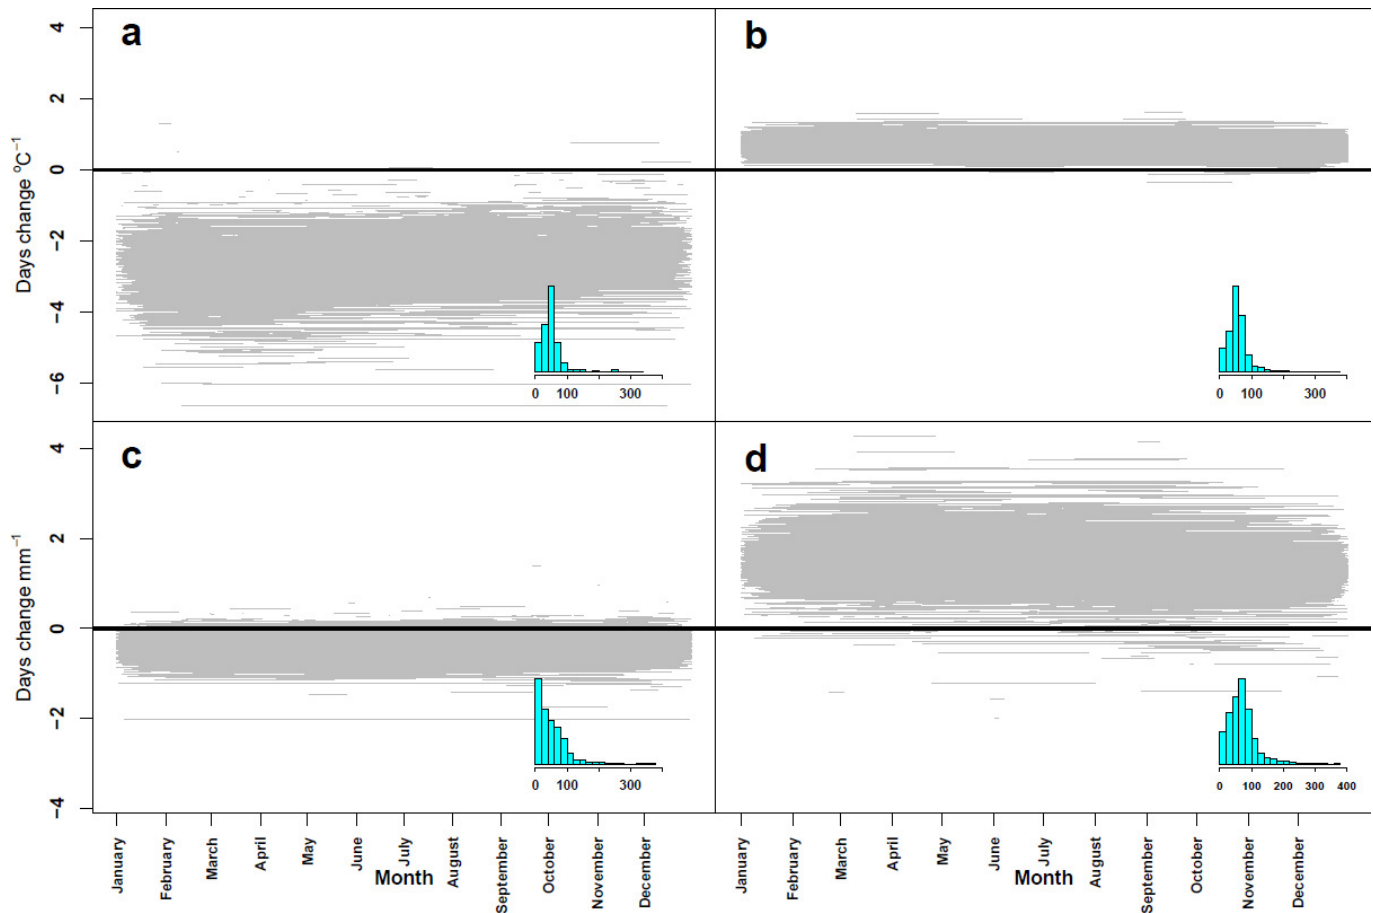 a
b
4
2
0
−2
−4
−6
Days change °C⁻¹
0 100 300
0 100 300
c
d
4
2
0
−2
−4
Days change mm⁻¹
0 100 300
0 100 200 300 400
January February March April May June July August September October November December
January February March April May June July August September October November December
Month
Month